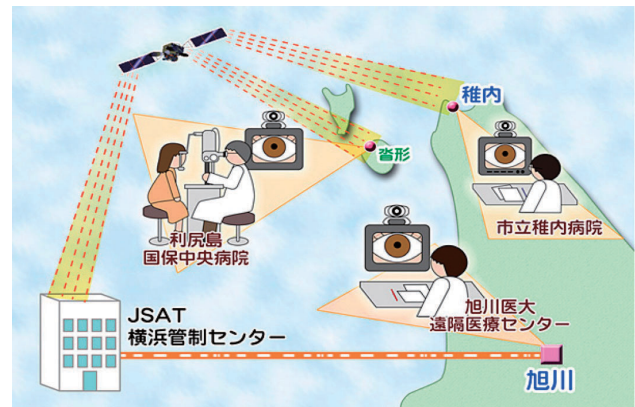 稚内
沓形
市立稚内病院
利尻島
国保中央病院
旭川医大
遠隔医療センター
JSAT
横浜管制センター
旭川